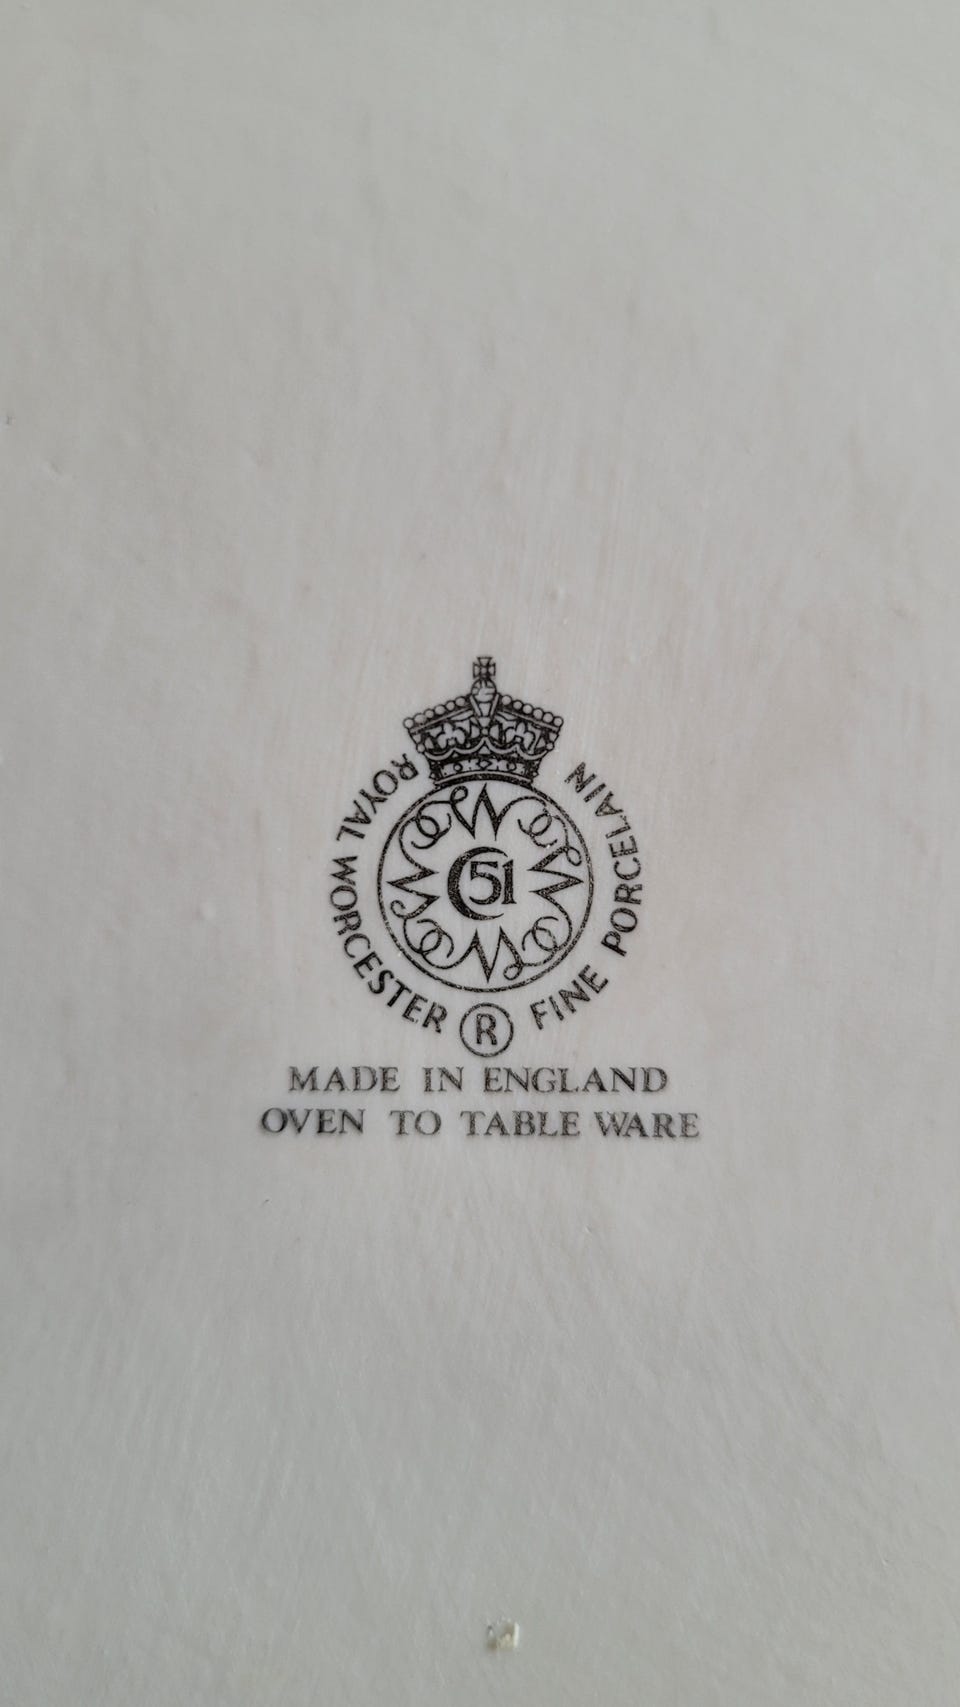 ROYAL WORCESTER ® FINE PORCELAIN
C51
MADE IN ENGLAND
OVEN TO TABLE WARE